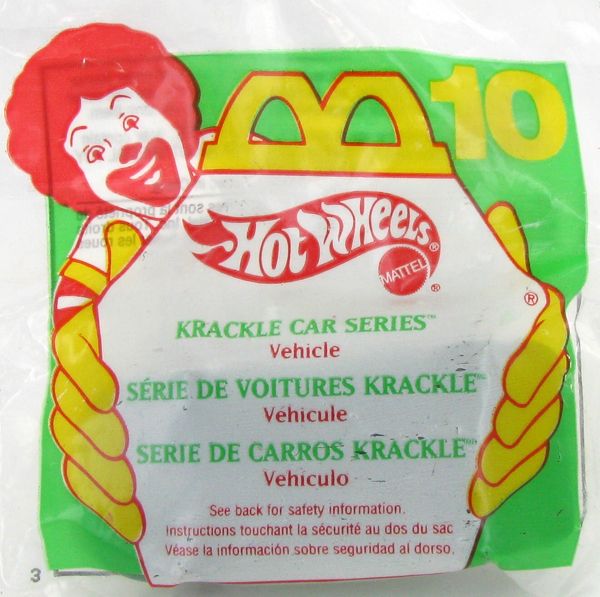 10
HOT WHEELS®
MATTEL
®
®
KRACKLE CAR SERIES™
Vehicle
SÉRIE DE VOITURES KRACKLE™
Véhicule
SERIE DE CARROS KRACKLE™
Vehiculo
See back for safety information.
Instructions touchant la sécurité au dos du sac
Véase la información sobre seguridad al dorso.
3